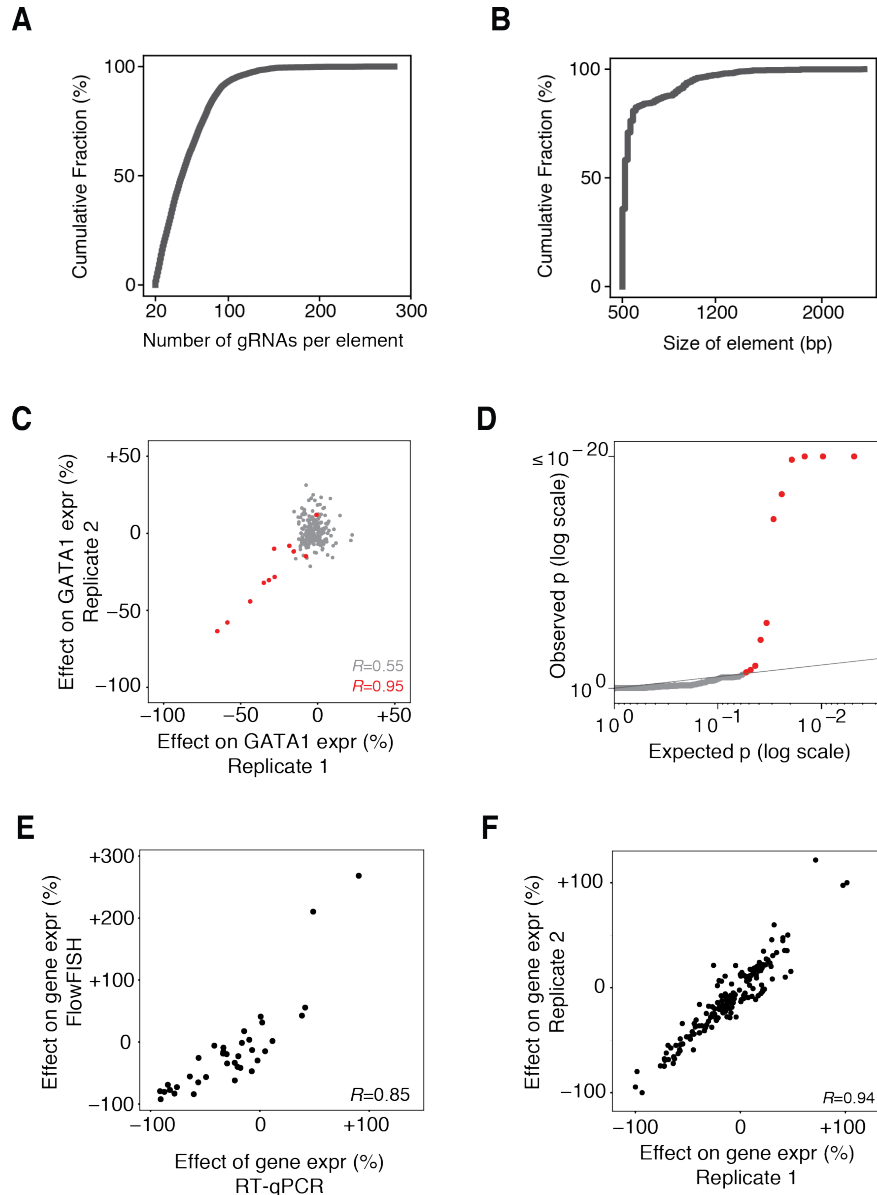 A
100
50
0
20
100
200
300
Cumulative Fraction (%)
Number of gRNAs per element
B
100
50
0
500
1200
2000
Cumulative Fraction (%)
Size of element (bp)
C
+50
0
−50
−100
−100
−50
0
+50
Effect on GATA1 expr (%)
Replicate 2
R=0.55
R=0.95
Effect on GATA1 expr (%)
Replicate 1
D
≤ 10−20
10 0
10 0
10 −1
10 −2
Observed p (log scale)
Expected p (log scale)
E
+300
+200
+100
0
−100
−100
0
+100
Effect on gene expr (%)
FlowFISH
R=0.85
Effect of gene expr (%)
RT-qPCR
F
+100
0
−100
−100
0
+100
Effect on gene expr (%)
Replicate 2
R=0.94
Effect on gene expr (%)
Replicate 1